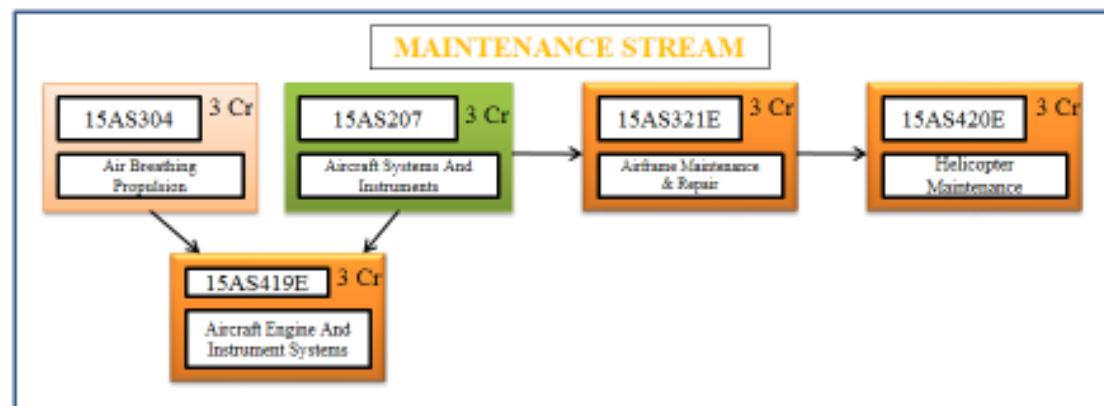 MAINTENANCE STREAM
15AS304
3 Cr
Air Breathing
Propulsion
15AS207
3 Cr
Aircraft Systems And
Instruments
15AS321E
3 Cr
Airframe Maintenance
& Repair
15AS420E
3 Cr
Helicopter
Maintenance
15AS419E
3 Cr
Aircraft Engine And
Instrument Systems